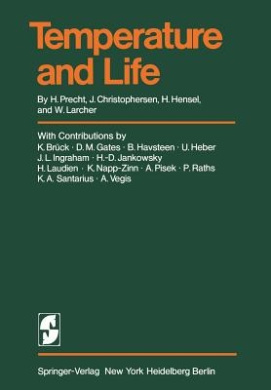 Temperature
and Life
By H. Precht, J. Christophersen, H. Hensel,
and W. Larcher
With Contributions by
K. Brück · D. M. Gates · B. Havsteen · U. Heber
J. L. Ingraham · H.-D. Jankowsky
H. Laudien · K. Napp-Zinn · A. Pisek · P. Raths
K. A. Santarius · A. Vegis
Springer-Verlag New York Heidelberg Berlin